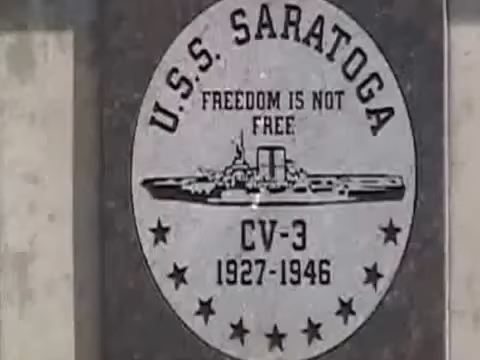 U.S.S. SARATOGA
FREEDOM IS NOT
FREE
CV-3
1927-1946